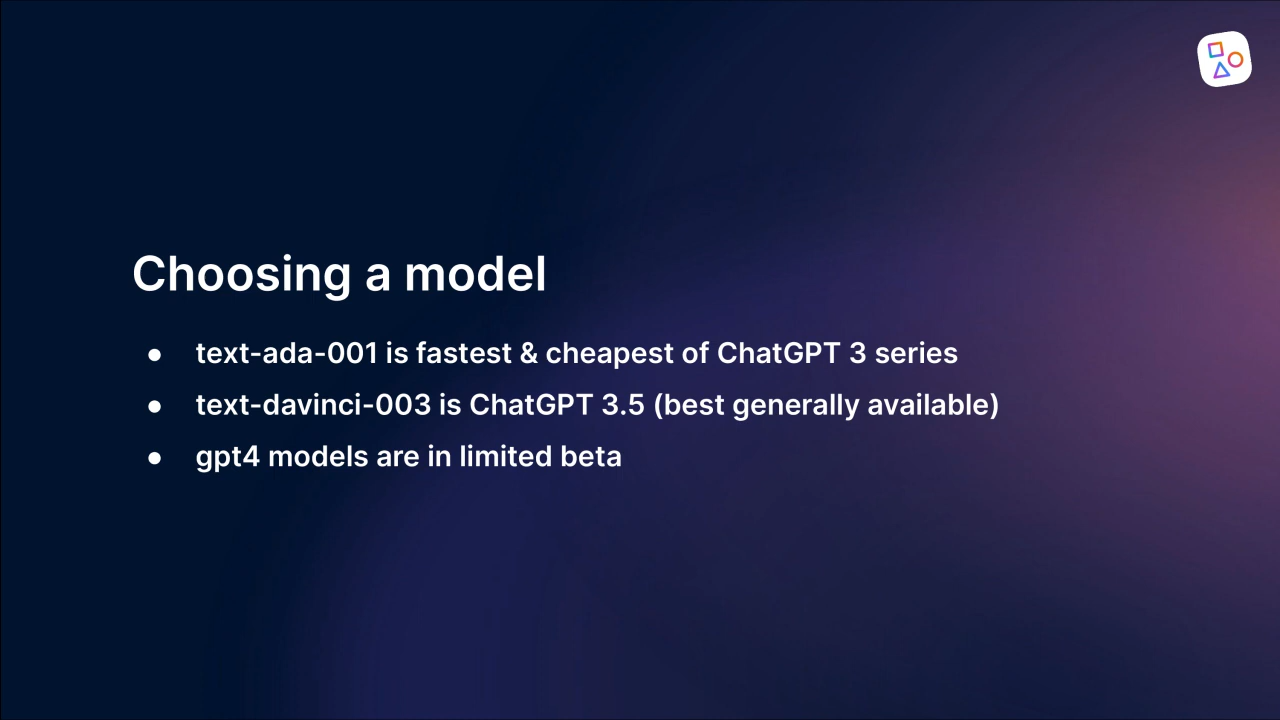 Choosing a model
● text-ada-001 is fastest & cheapest of ChatGPT 3 series
● text-davinci-003 is ChatGPT 3.5 (best generally available)
● gpt4 models are in limited beta